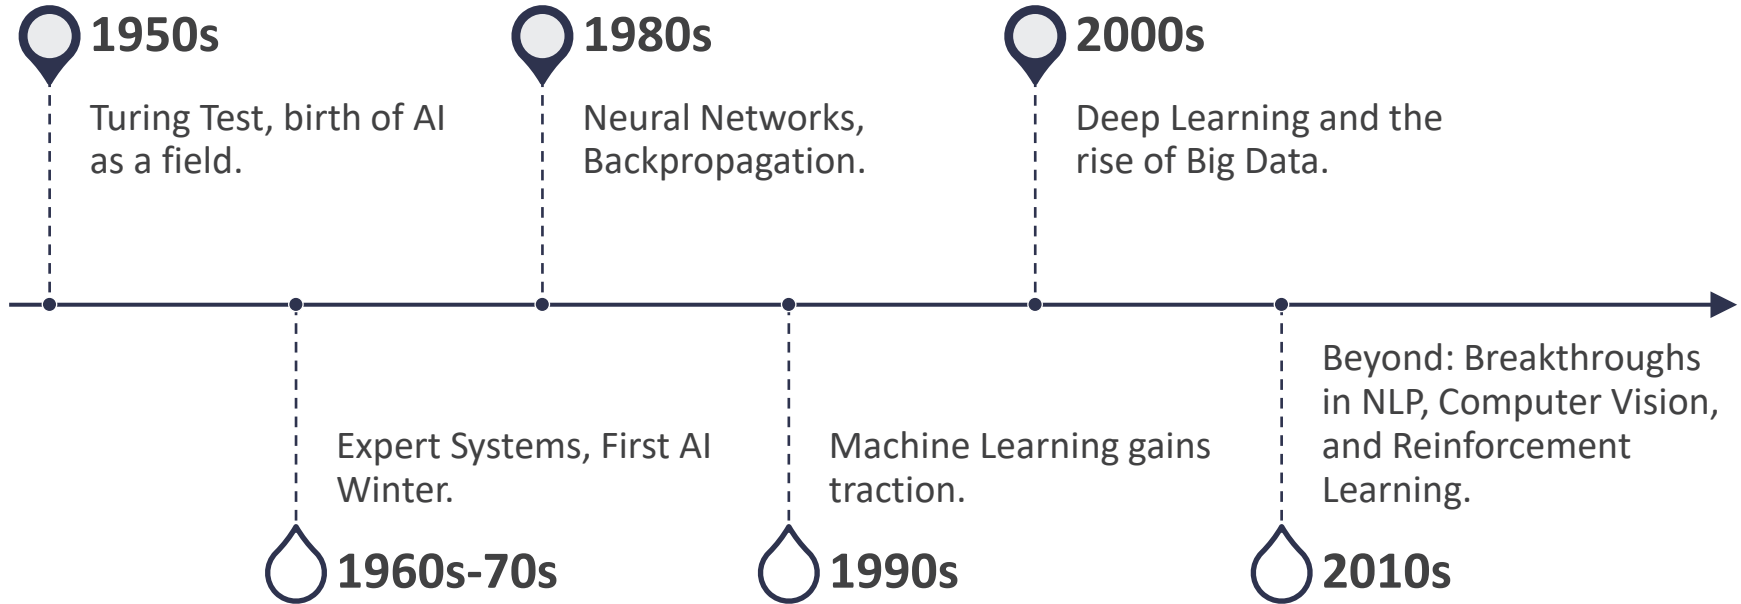 1950s
Turing Test, birth of AI
as a field.
1960s-70s
Expert Systems, First AI
Winter.
1980s
Neural Networks,
Backpropagation.
1990s
Machine Learning gains
traction.
2000s
Deep Learning and the
rise of Big Data.
2010s
Beyond: Breakthroughs
in NLP, Computer Vision,
and Reinforcement
Learning.